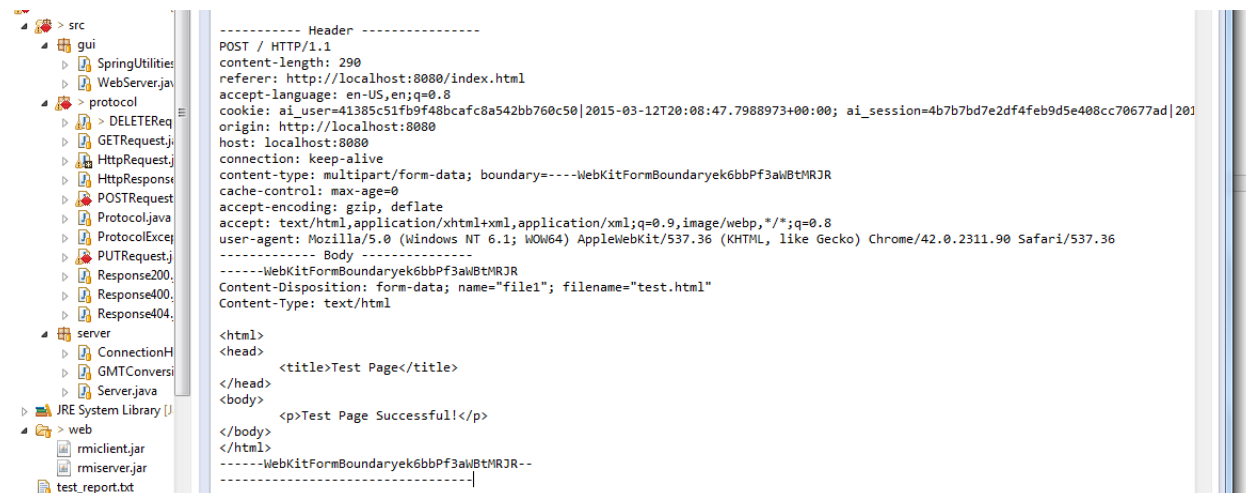 > src
gui
SpringUtilities
WebServer.jav
> protocol
> DELETEReq
GETRequest.j
HttpRequest.j
HttpResponse
POSTRequest
Protocol.java
ProtocolExcep
PUTRequest.j
Response200.
Response400.
Response404.
server
ConnectionH
GMTConversi
Server.java
JRE System Library [J
> web
rmiclient.jar
rmiserver.jar
test_report.txt
----------- Header ----------------
POST / HTTP/1.1
content-length: 290
referer: http://localhost:8080/index.html
accept-language: en-US,en;q=0.8
cookie: ai_user=41385c51fb9f48bcafc8a542bb760c50|2015-03-12T20:08:47.7988973+00:00; ai_session=4b7b7bd7e2df4feb9d5e408cc70677ad|201
origin: http://localhost:8080
host: localhost:8080
connection: keep-alive
content-type: multipart/form-data; boundary=----WebKitFormBoundaryek6bbPf3aWBtMRJR
cache-control: max-age=0
accept-encoding: gzip, deflate
accept: text/html,application/xhtml+xml,application/xml;q=0.9,image/webp,*/*;q=0.8
user-agent: Mozilla/5.0 (Windows NT 6.1; WOW64) AppleWebKit/537.36 (KHTML, like Gecko) Chrome/42.0.2311.90 Safari/537.36
------------- Body ---------------
------WebKitFormBoundaryek6bbPf3aWBtMRJR
Content-Disposition: form-data; name="file1"; filename="test.html"
Content-Type: text/html
<html>
<head>
<title>Test Page</title>
</head>
<body>
<p>Test Page Successful!</p>
</body>
</html>
------WebKitFormBoundaryek6bbPf3aWBtMRJR--
----------------------------------